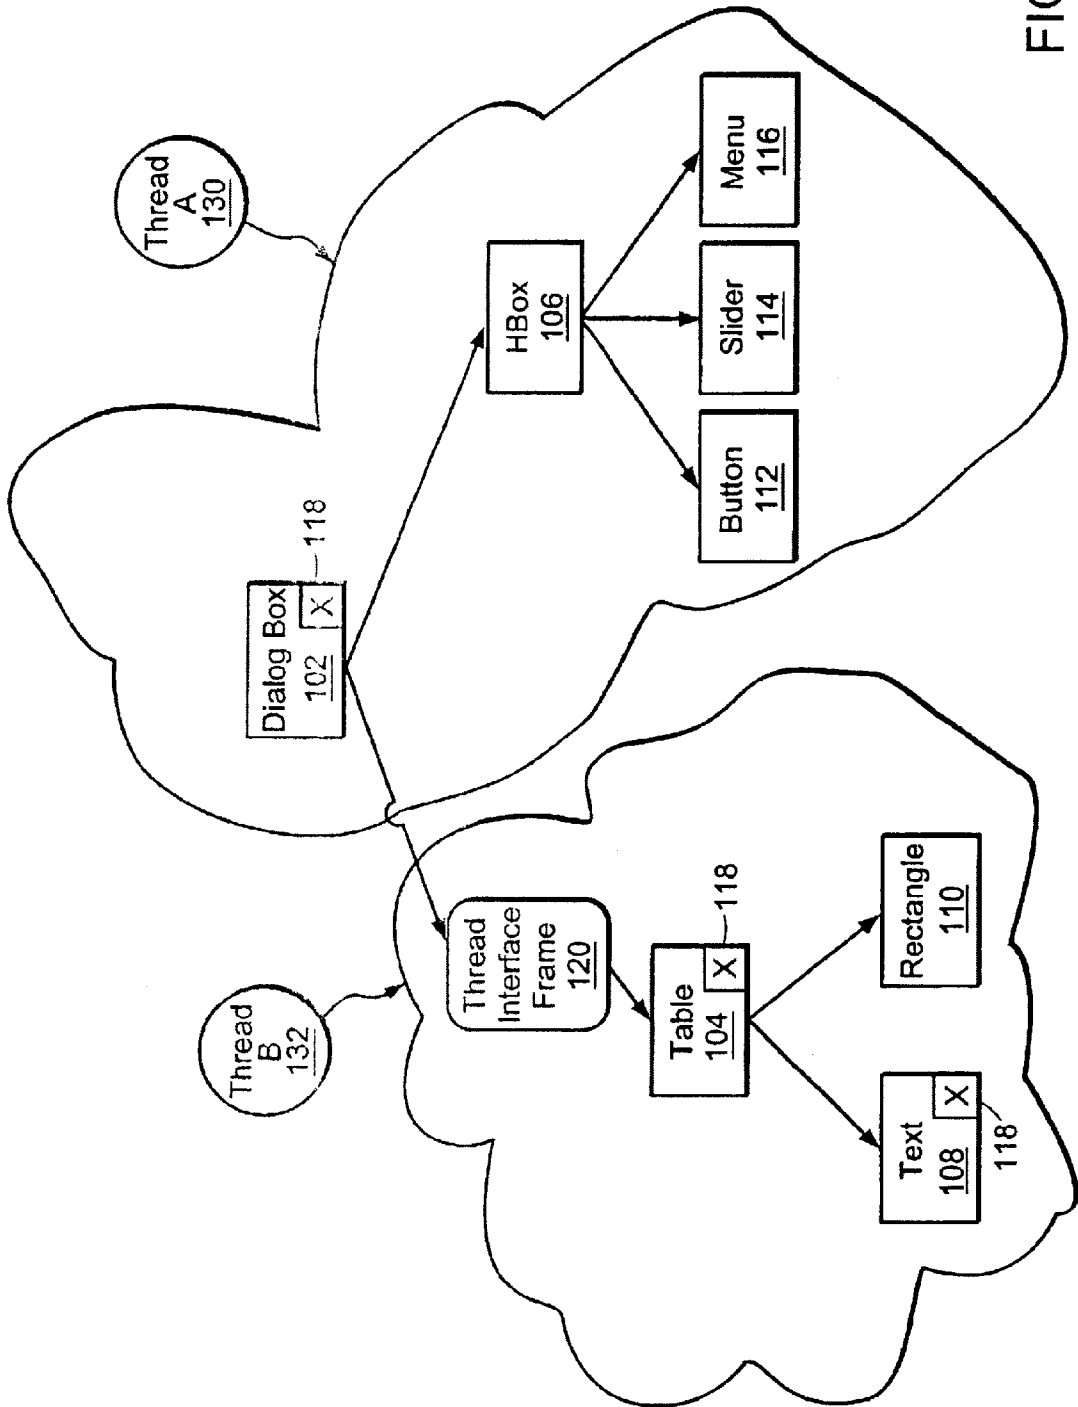 Thread
A
130
Thread
B
132
Dialog Box
102
X
118
HBox
106
Button
112
Slider
114
Menu
116
Thread
Interface
Frame
120
Table
104
X
118
Text
108
X
118
Rectangle
110